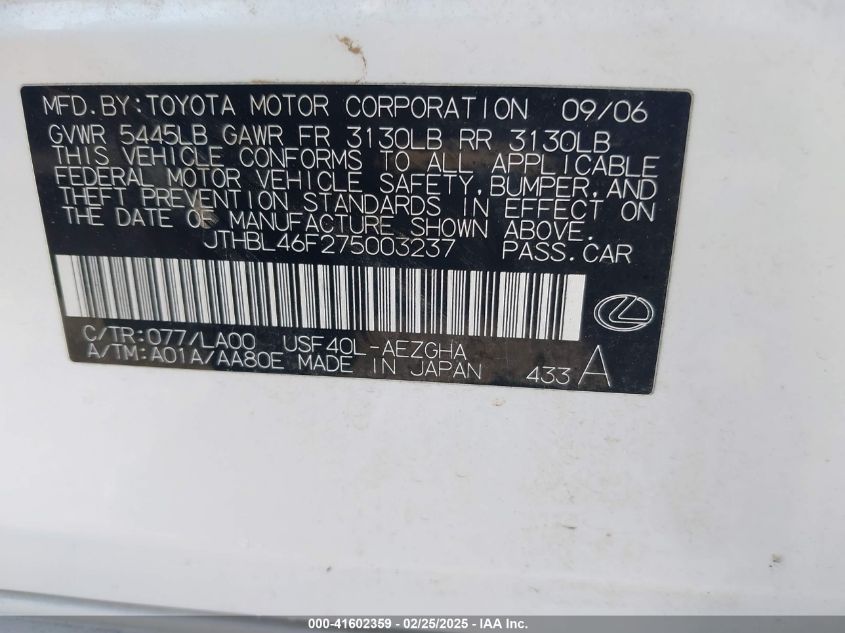 MFD.BY:TOYOTA MOTOR CORPORATION 09/06
GVWR 5445LB GAWR FR 3130LB RR 3130LB
THIS VEHICLE CONFORMS TO ALL APPLICABLE
FEDERAL MOTOR VEHICLE SAFETY,BUMPER,AND
THEFT PREVENTION STANDARDS IN EFFECT ON
THE DATE OF MANUFACTURE SHOWN ABOVE.
JTHBL46F275003237 PASS.CAR
C/TR:077/LA00 USF40L-AEZGHA
A/TM:A01A/AA80E MADE IN JAPAN 433 A
000-41602359 - 02/25/2025 - IAA Inc.